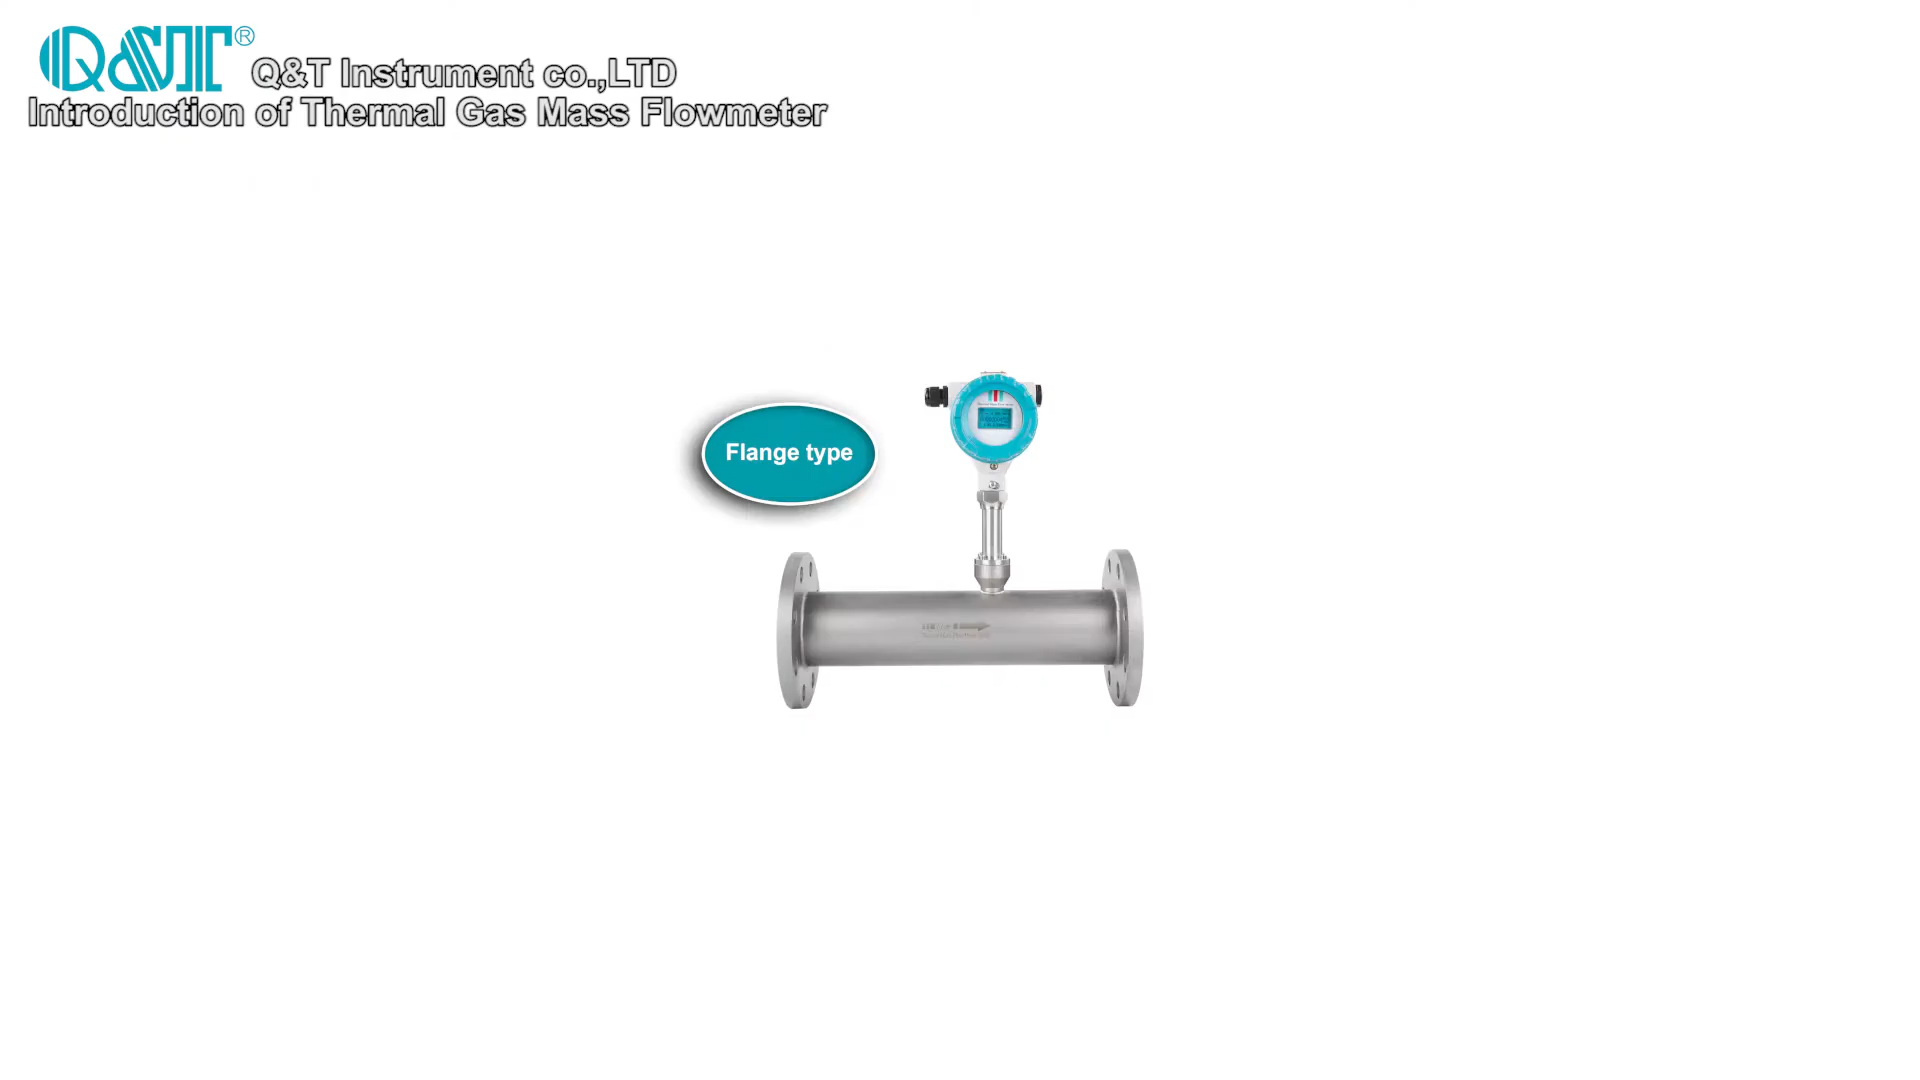 Q&T®
Q&T Instrument co.,LTD
Introduction of Thermal Gas Mass Flowmeter
Flange type